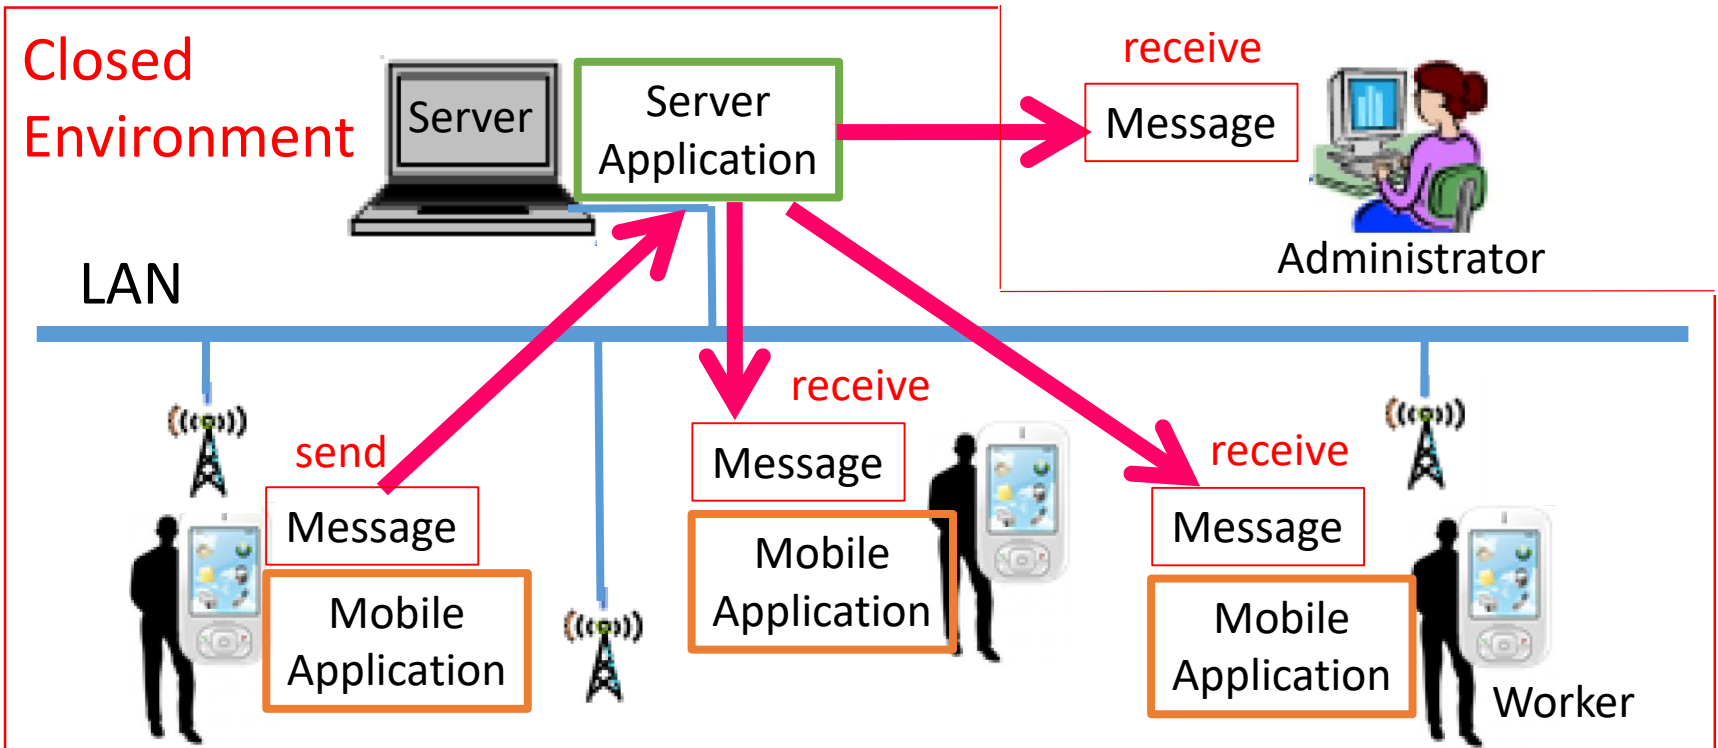 Closed
Environment
Server
Server
Application
receive
Message
Administrator
LAN
send
Message
Mobile
Application
receive
Message
Mobile
Application
receive
Message
Mobile
Application
Worker